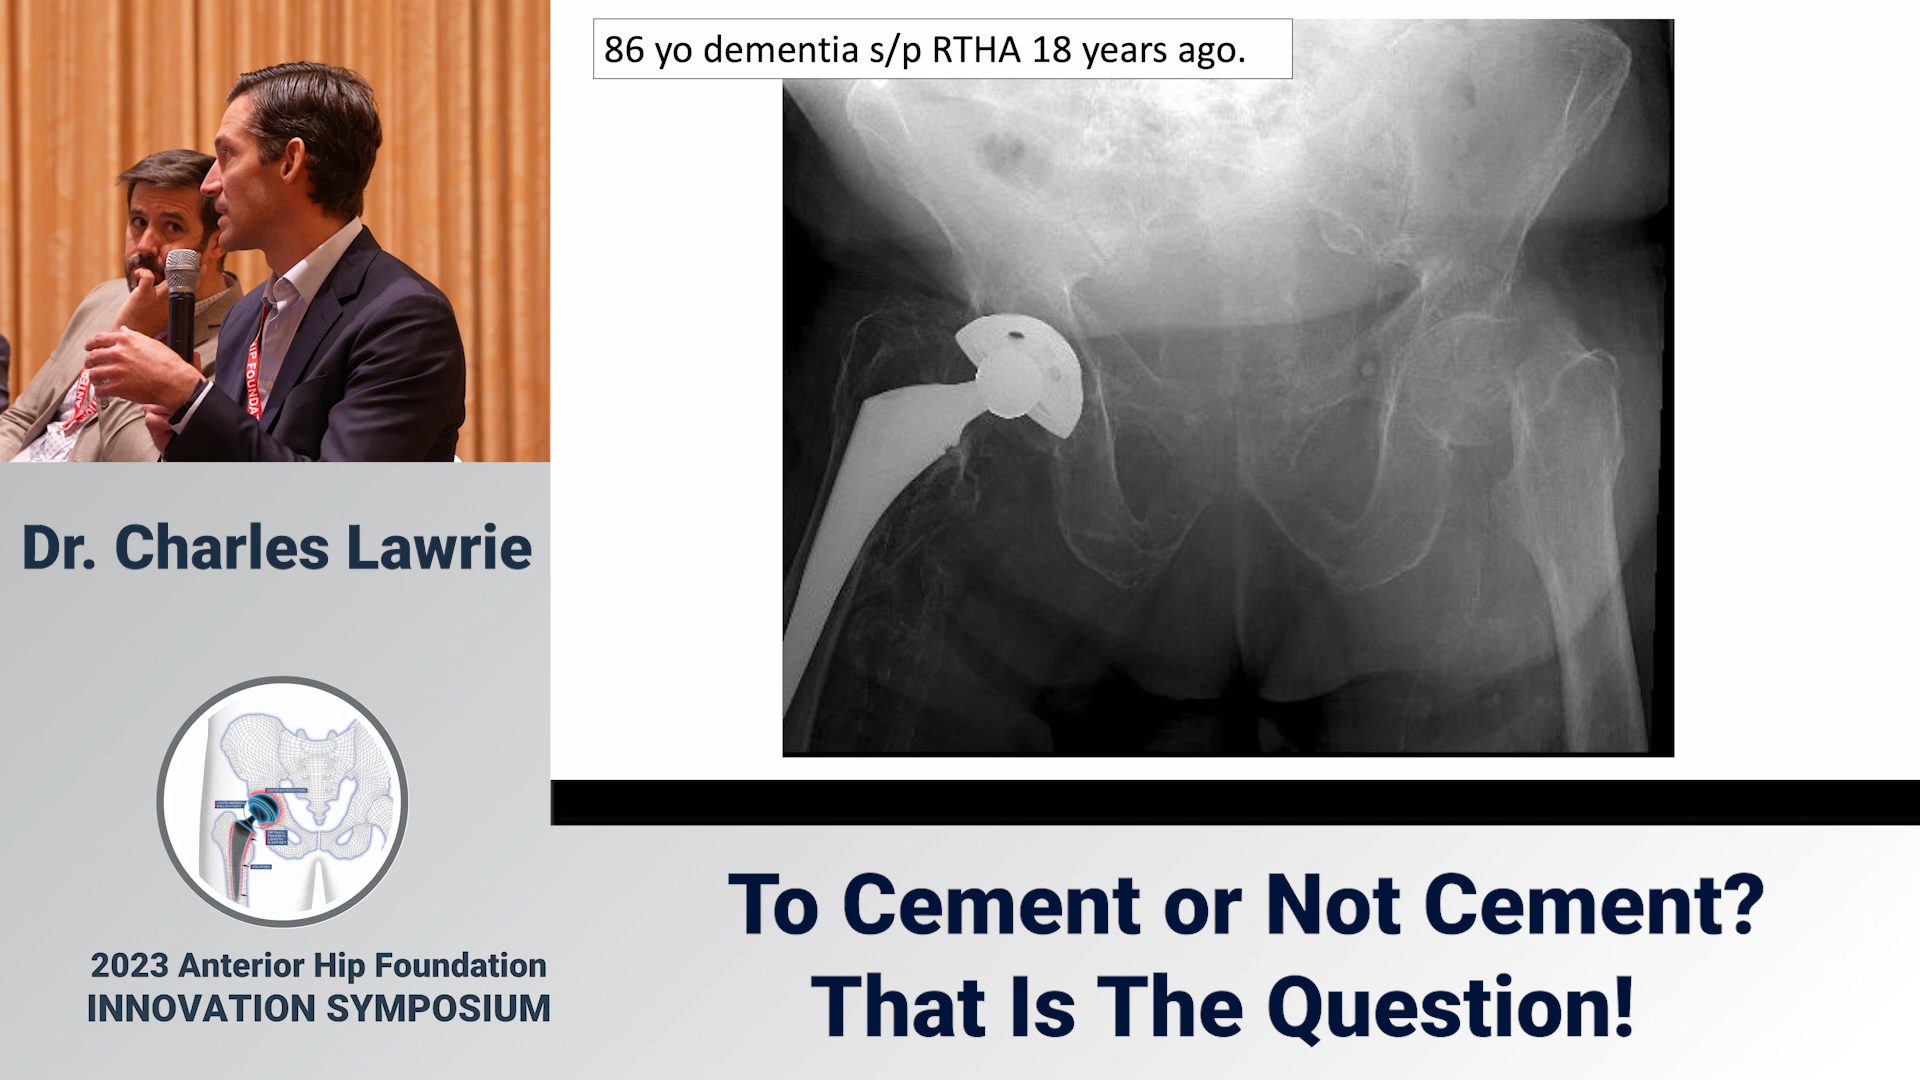 86 yo dementia s/p RTHA 18 years ago.
Dr. Charles Lawrie
2023 Anterior Hip Foundation
INNOVATION SYMPOSIUM
To Cement or Not Cement?
That Is The Question!